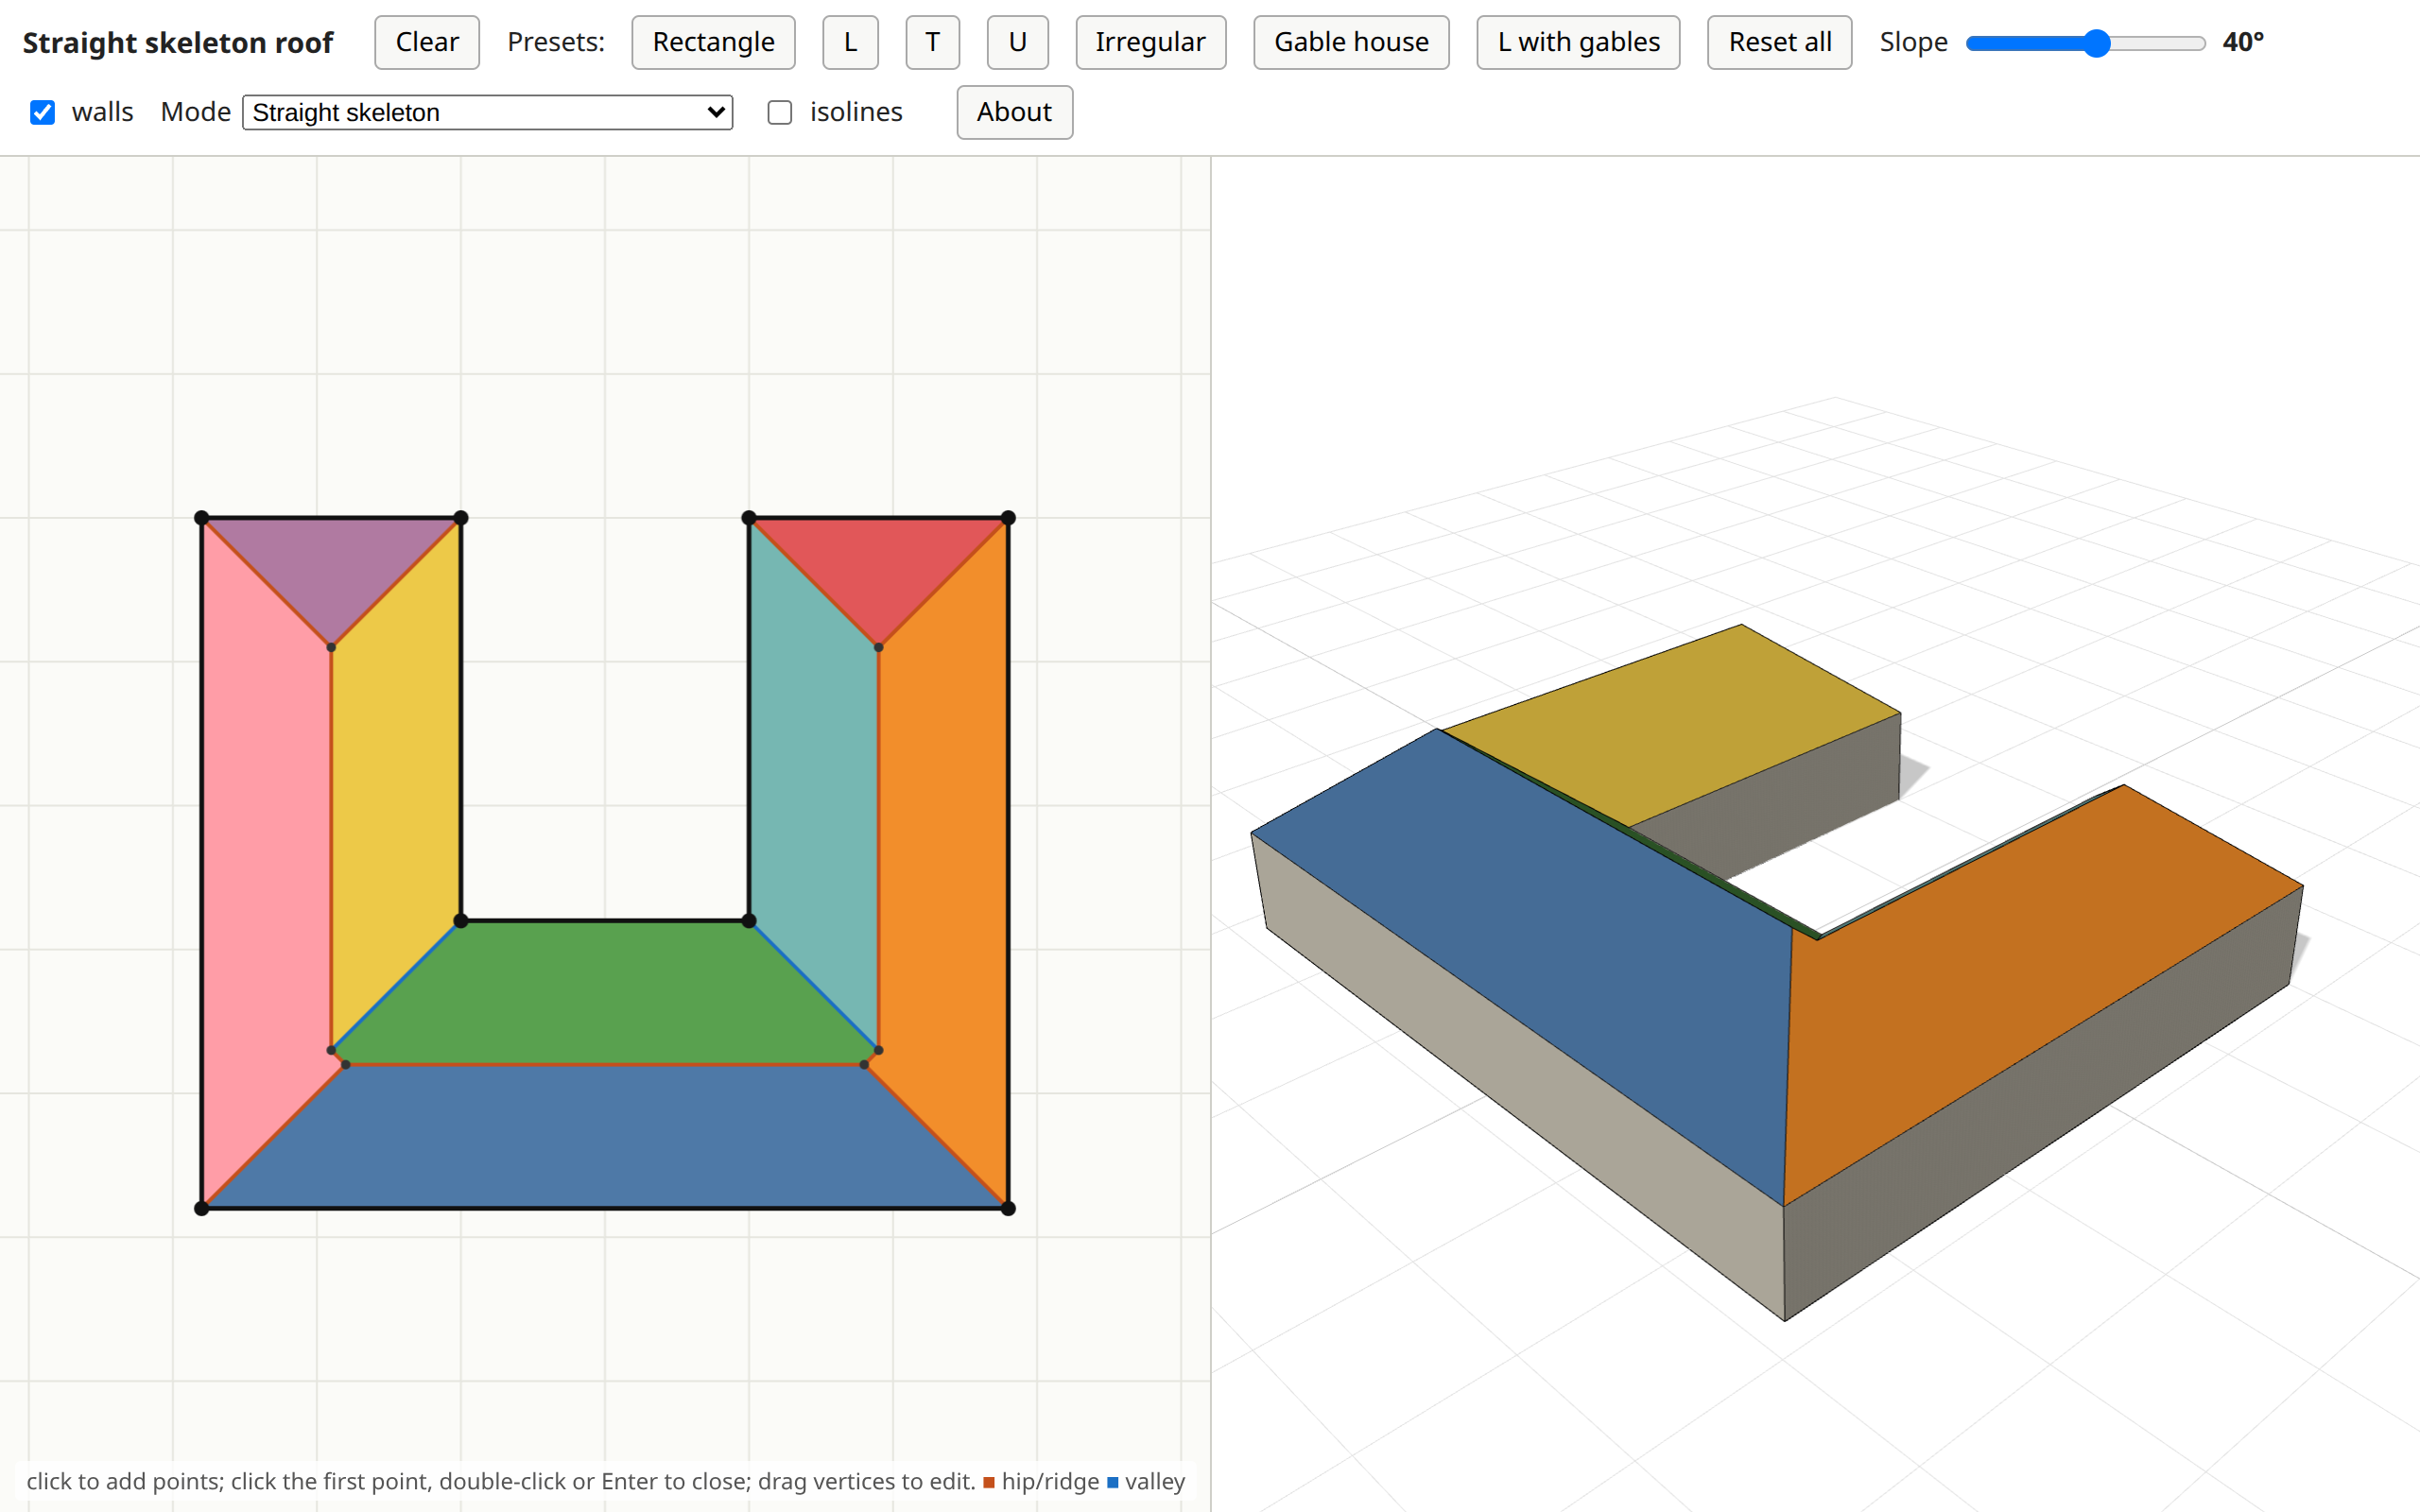 Straight skeleton roof Clear Presets: Rectangle L T U Irregular Gable house L with gables Reset all Slope 40°
walls Mode Straight skeleton isolines About
click to add points; click the first point, double-click or Enter to close; drag vertices to edit. hip/ridge valley